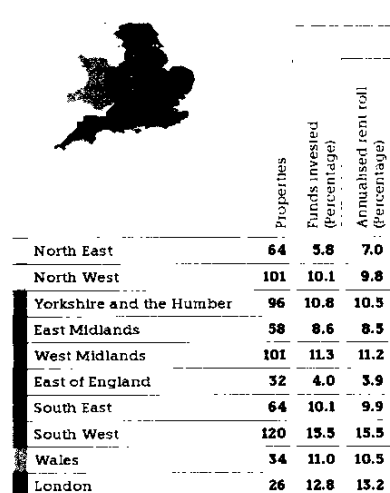 Properties
Funds invested
(Percentage)
Annualised rent roll
(Percentage)
North East 64 5.8 7.0
North West 101 10.1 9.8
Yorkshire and the Humber 96 10.8 10.5
East Midlands 58 8.6 8.5
West Midlands 101 11.3 11.2
East of England 32 4.0 3.9
South East 64 10.1 9.9
South West 120 15.5 15.5
Wales 34 11.0 10.5
London 26 12.8 13.2